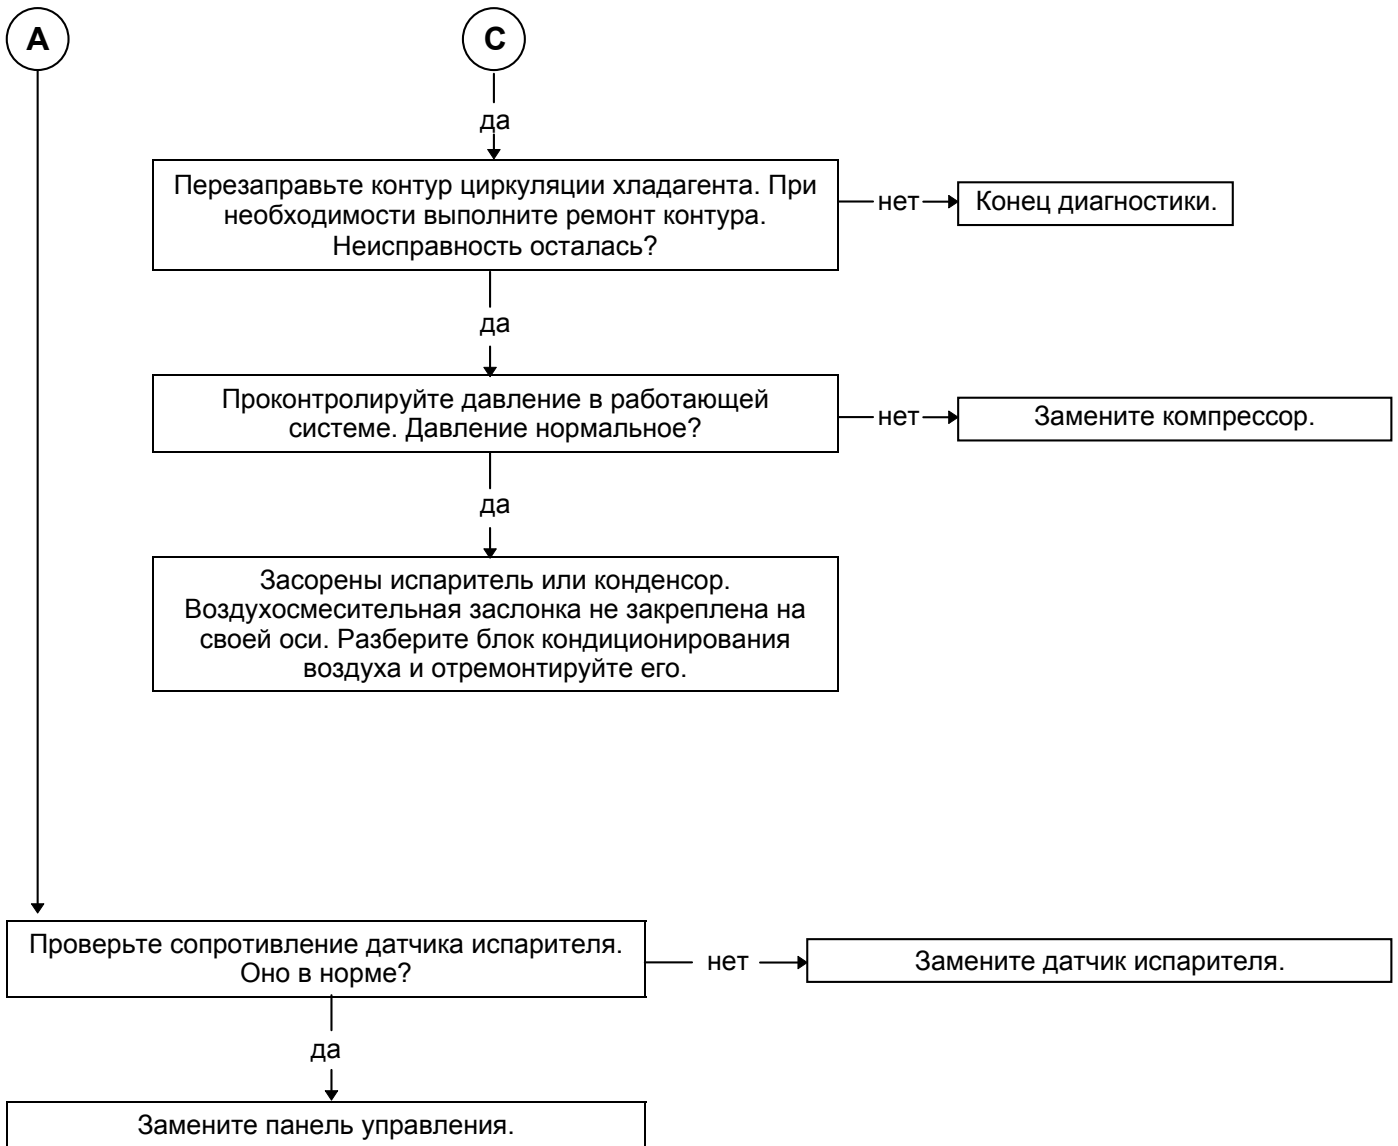 A
C
да
Перезаправьте контур циркуляции хладагента. При
необходимости выполните ремонт контура.
Неисправность осталась?
нет
Конец диагностики.
да
Проконтролируйте давление в работающей
системе. Давление нормальное?
нет
Замените компрессор.
да
Засорены испаритель или конденсор.
Воздухосмесительная заслонка не закреплена на
своей оси. Разберите блок кондиционирования
воздуха и отремонтируйте его.
Проверьте сопротивление датчика испарителя.
Оно в норме?
нет
Замените датчик испарителя.
да
Замените панель управления.